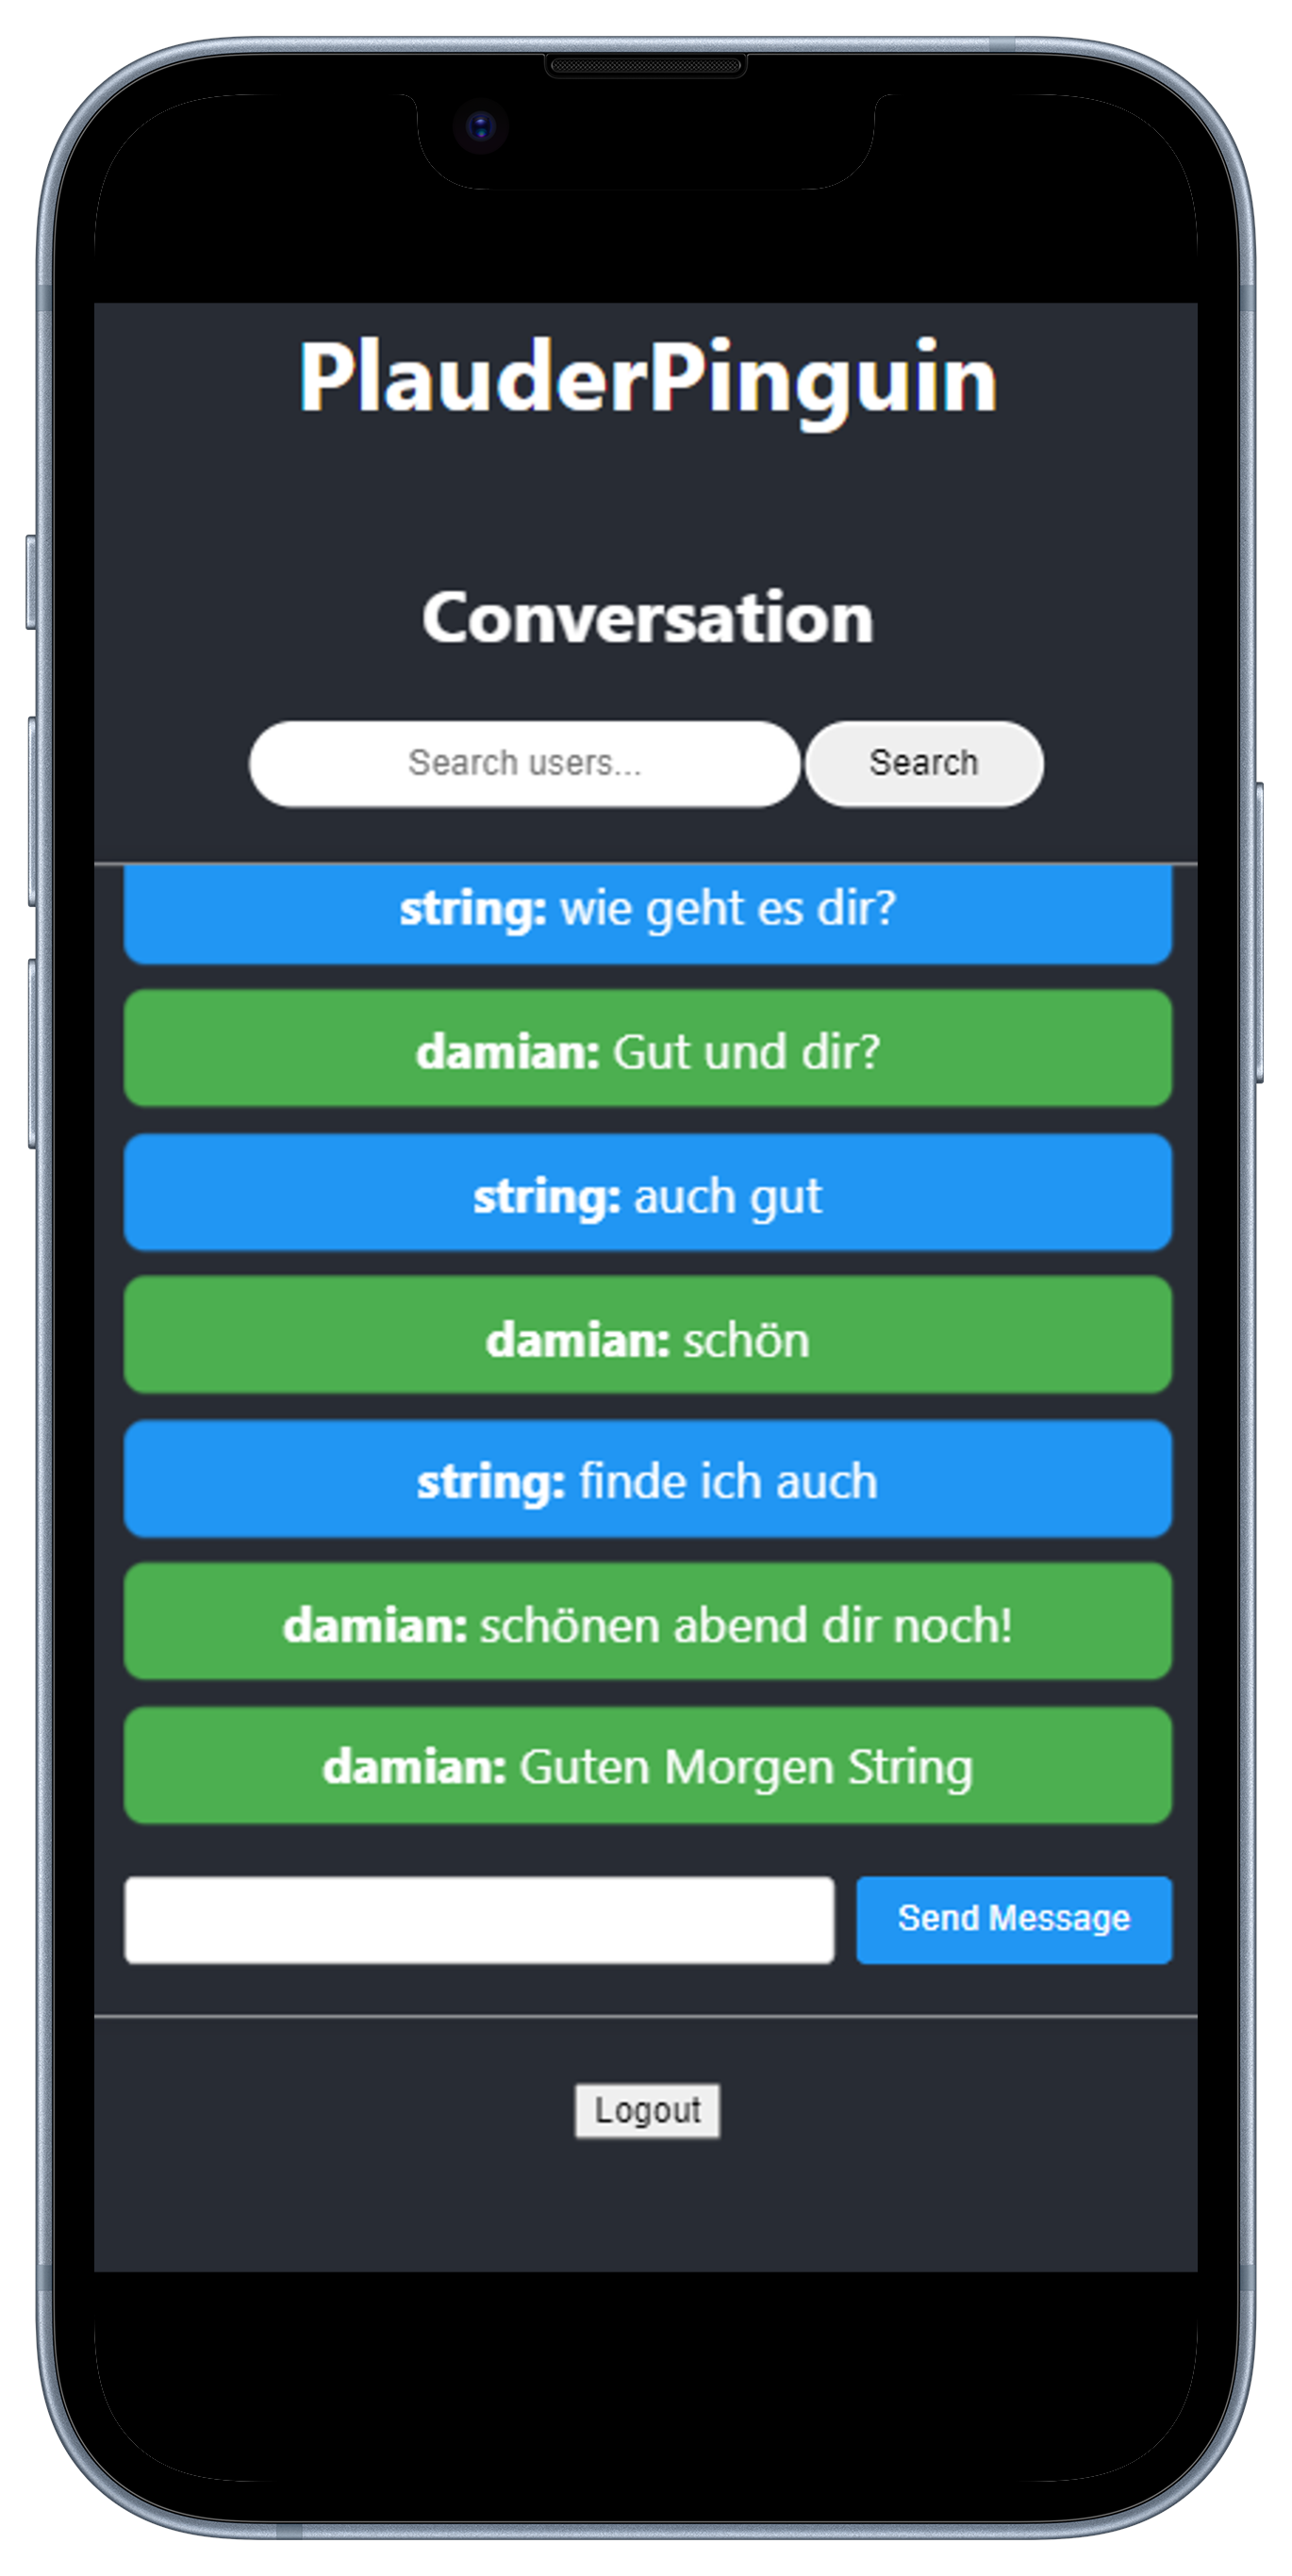 PlauderPinguin
Conversation
Search users...
Search
string: wie geht es dir?
damian: Gut und dir?
string: auch gut
damian: schön
string: finde ich auch
damian: schönen abend dir noch!
damian: Guten Morgen String
Send Message
Logout